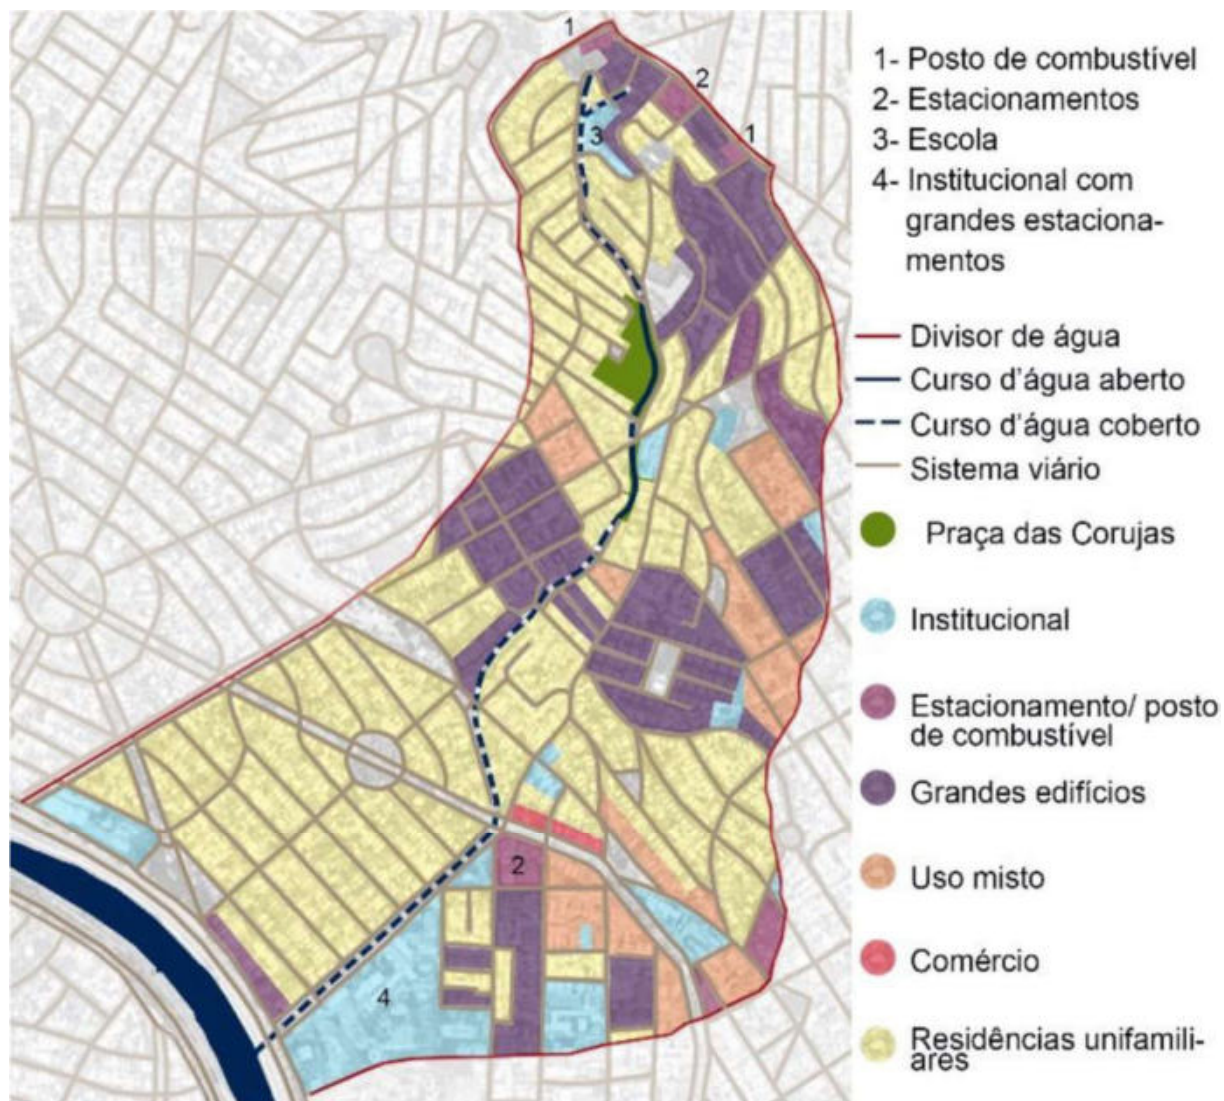 1
2
1
3
2
4
1- Posto de combustível
2- Estacionamentos
3- Escola
4- Institucional com
grandes estaciona-
mentos
Divisor de água
Curso d'água aberto
Curso d'água coberto
Sistema viário
Praça das Corujas
Institucional
Estacionamento/ posto
de combustível
Grandes edifícios
Uso misto
Comércio
Residências unifamili-
ares